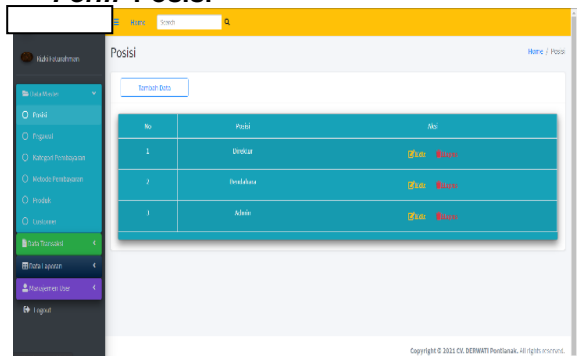 Form Posisi
Home Search
Posisi
Home / Posisi
Tambah Data
Data Master
Posisi
Pegawai
Kategori Pembayaran
Metode Pembayaran
Produk
Customer
Data Transaksi
Data Laporan
Manajemen User
Logout
No Posisi Aksi
1 Direktur Edit Hapus
2 Bendahara Edit Hapus
3 Admin Edit Hapus
Copyright © 2021 CV. DERWATI Pontianak. All rights reserved.